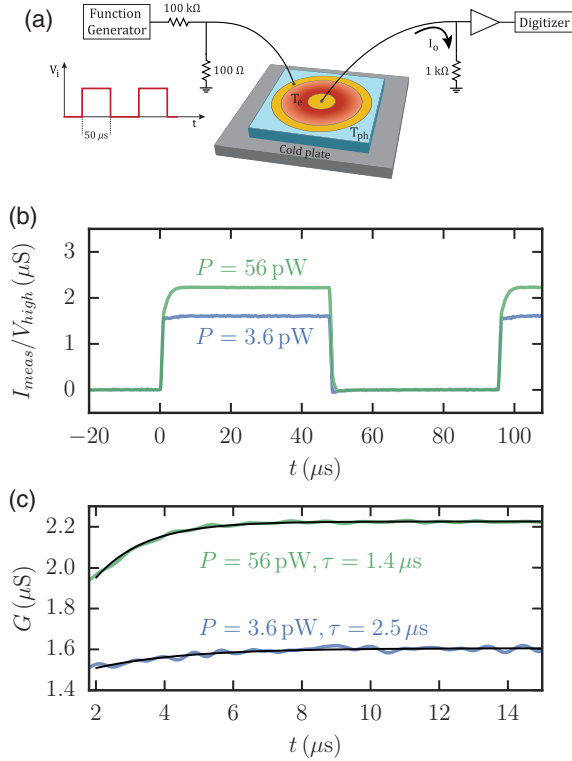 (a)
Function
Generator
100 kΩ
100 Ω
V_i
50 μs
t
T_e
T_ph
Cold plate
I_o
1 kΩ
Digitizer
(b)
I_meas/V_high (μS)
3
2
1
0
P = 56 pW
P = 3.6 pW
−20 0 20 40 60 80 100
t (μs)
(c)
G (μS)
2.2
2.0
1.8
1.6
1.4
P = 56 pW, τ = 1.4 μs
P = 3.6 pW, τ = 2.5 μs
2 4 6 8 10 12 14
t (μs)